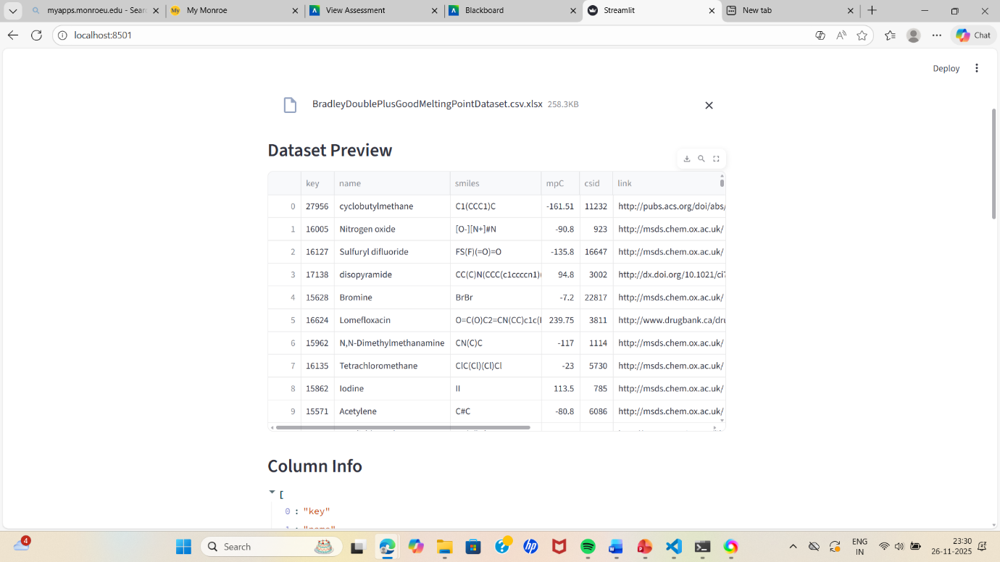 myapps.monroeu.edu - Sear
My Monroe
View Assessment
Blackboard
Streamlit
New tab
localhost:8501
Chat
Deploy
BradleyDoublePlusGoodMeltingPointDataset.csv.xlsx 258.3KB
Dataset Preview
key name smiles mpC csid link
0 27956 cyclobutylmethane C1(CCC1)C -161.51 11232 http://pubs.acs.org/doi/abs/
1 16005 Nitrogen oxide [O-][N+]#N -90.8 923 http://msds.chem.ox.ac.uk/
2 16127 Sulfuryl difluoride FS(F)(=O)=O -135.8 16647 http://msds.chem.ox.ac.uk/
3 17138 disopyramide CC(C)N(CCC(c1ccccn1)( 94.8 3002 http://dx.doi.org/10.1021/ci7
4 15628 Bromine BrBr -7.2 22817 http://msds.chem.ox.ac.uk/
5 16624 Lomefloxacin O=C(O)C2=CN(CC)c1c( 239.75 3811 http://www.drugbank.ca/dru
6 15962 N,N-Dimethylmethanamine CN(C)C -117 1114 http://msds.chem.ox.ac.uk/
7 16135 Tetrachloromethane ClC(Cl)(Cl)Cl -23 5730 http://msds.chem.ox.ac.uk/
8 15862 Iodine II 113.5 785 http://msds.chem.ox.ac.uk/
9 15571 Acetylene C#C -80.8 6086 http://msds.chem.ox.ac.uk/
Column Info
[
0 : "key"
4
Search
ENG
IN
23:30
26-11-2025